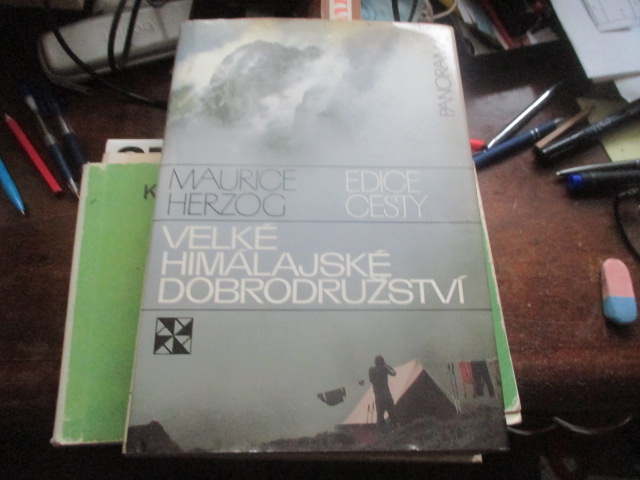 PANORAMA
MAURICE
HERZOG
EDICE
CESTY
VELKÉ
HIMÁLAJSKÉ
DOBRODRUŽSTVÍ
K